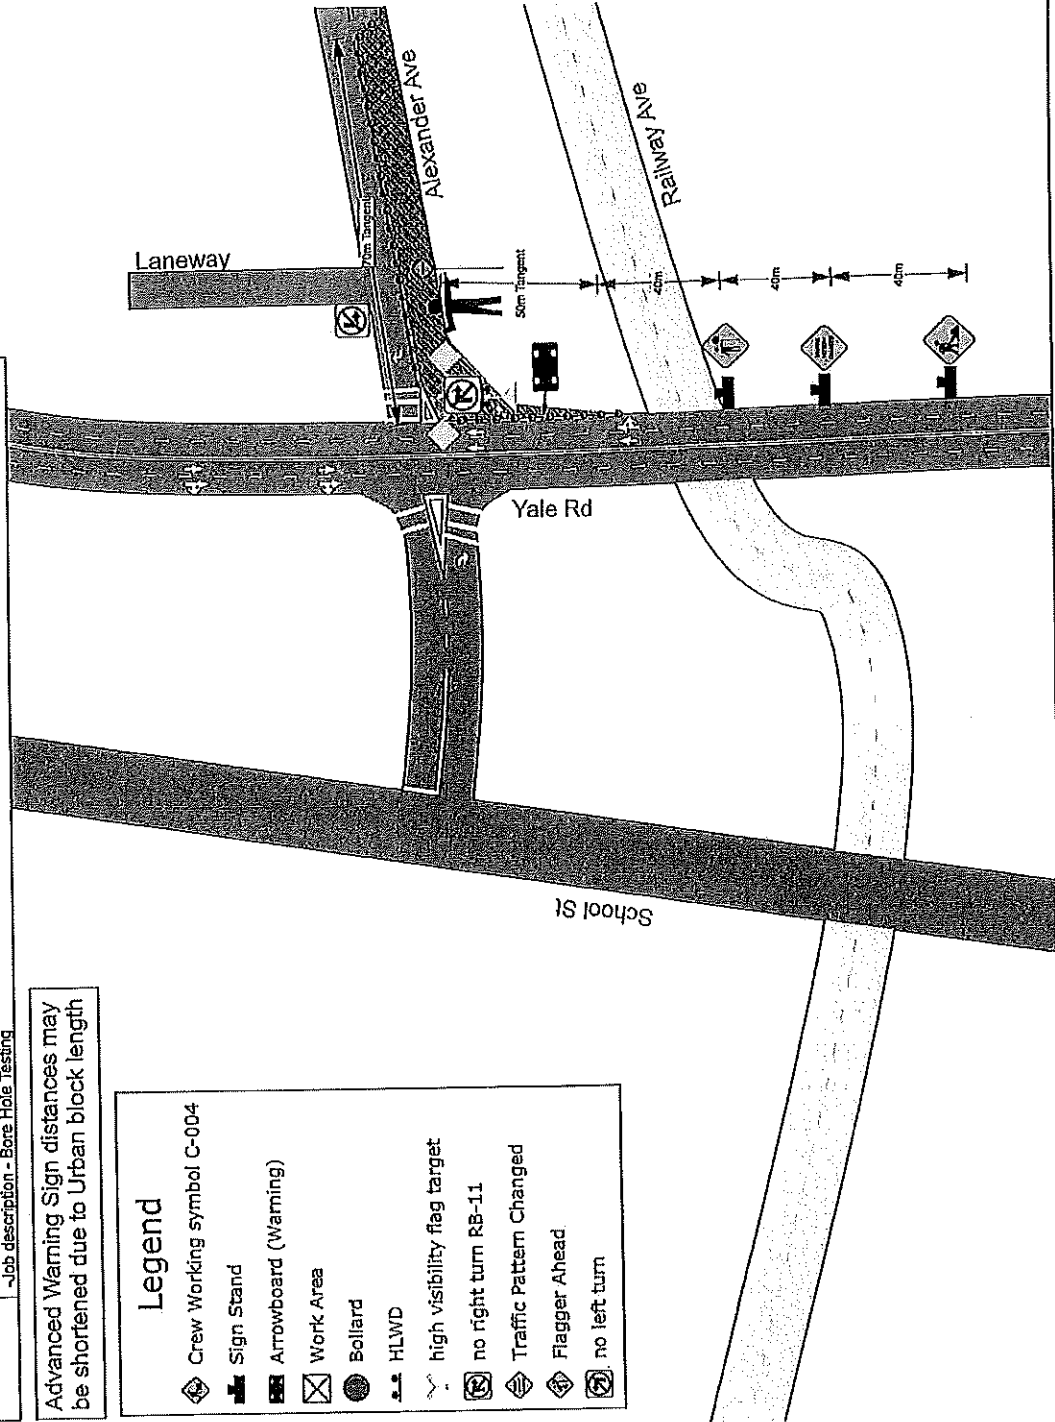 -Job description - Bore Hole Testing
Advanced Warning Sign distances may
be shortened due to Urban block length
Legend
Crew Working symbol C-004
Sign Stand
Arrowboard (Warning)
Work Area
Bollard
HLWD
high visibility flag target
no right turn RB-11
Traffic Pattern Changed
Flagger Ahead
no left turn
School St
Yale Rd
Laneway
Alexander Ave
Railway Ave
70m Tangent
50m Tangent
40m
40m
40m